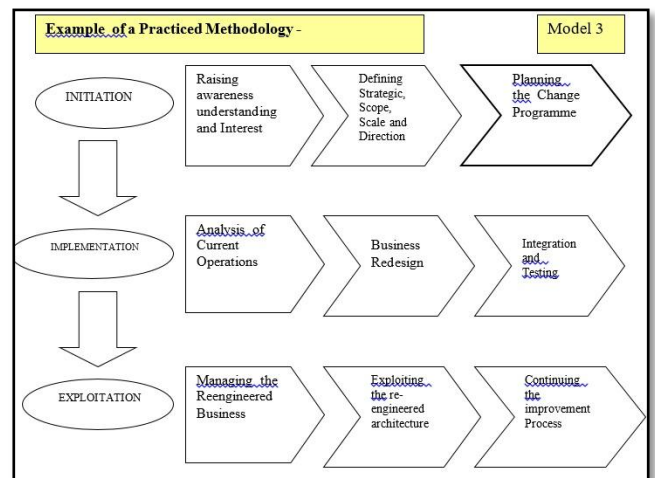 Example of a Practiced Methodology -
Model 3
INITIATION
Raising
awareness
understanding
and Interest
Defining
Strategic,
Scope,
Scale and
Direction
Planning
the Change
Programme
IMPLEMENTATION
Analysis of
Current
Operations
Business
Redesign
Integration
and
Testing
EXPLOITATION
Managing the
Reengineered
Business
Exploiting
the re-
engineered
architecture
Continuing
the
improvement
Process